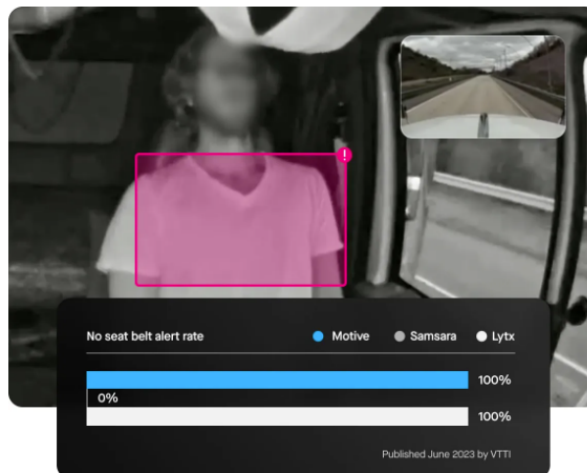 !
No seat belt alert rate Motive Samsara Lytx
100%
0%
100%
Published June 2023 by VTTI